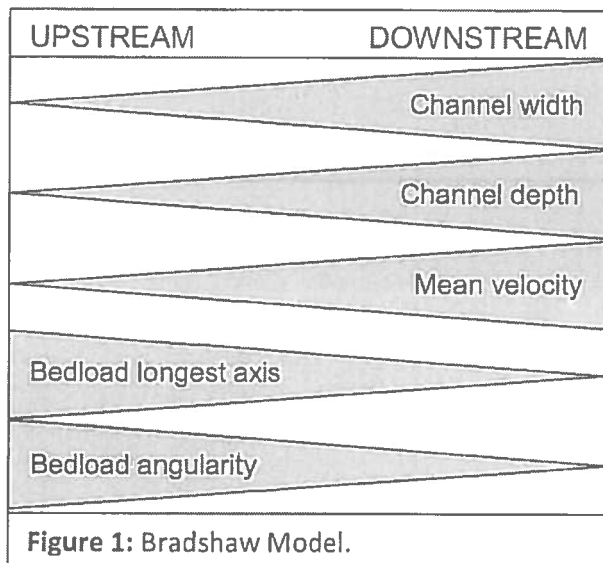 UPSTREAM DOWNSTREAM
Channel width
Channel depth
Mean velocity
Bedload longest axis
Bedload angularity
Figure 1: Bradshaw Model.